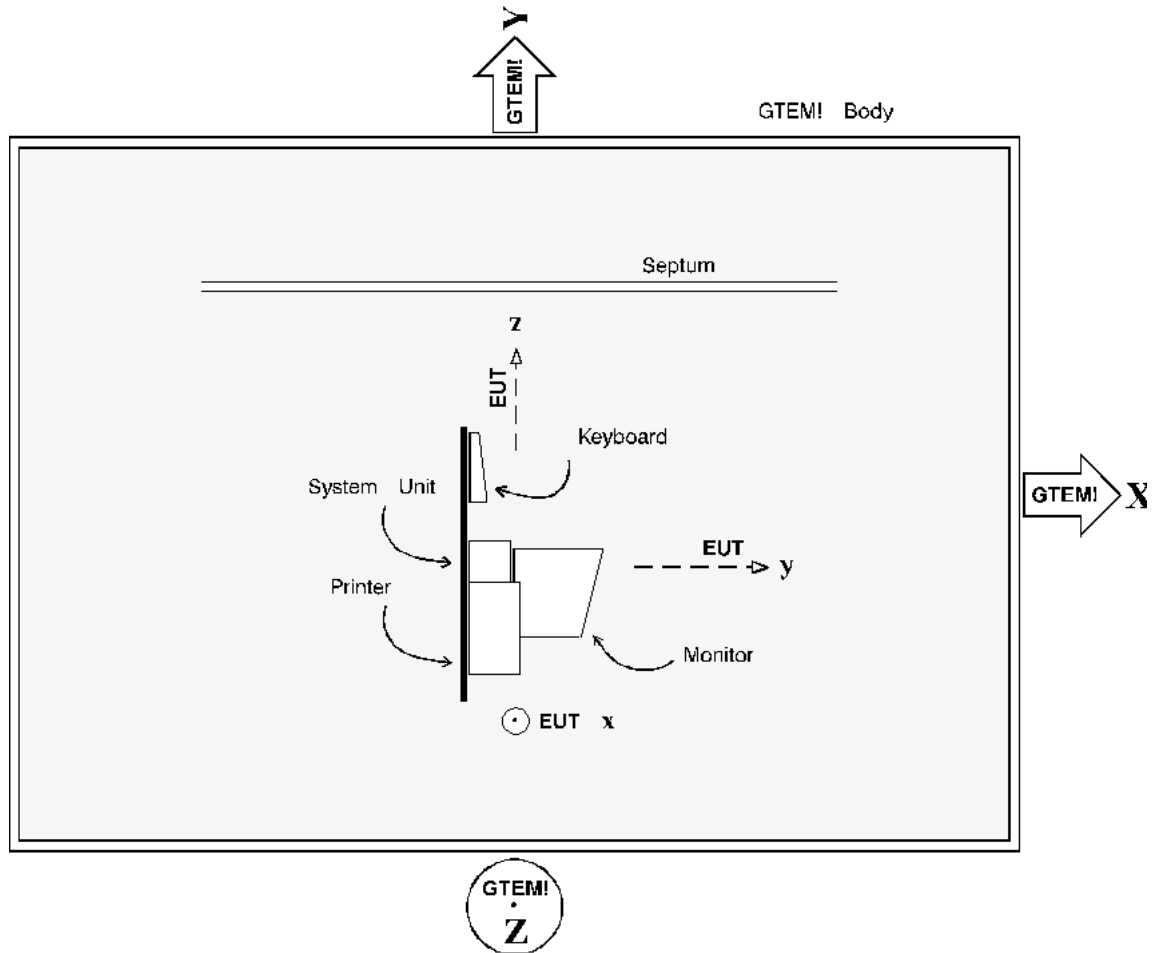 Y
GTEM!
GTEM! Body
Septum
z
EUT
Keyboard
System Unit
GTEM! X
EUT
y
Printer
Monitor
EUT x
GTEM!
Z